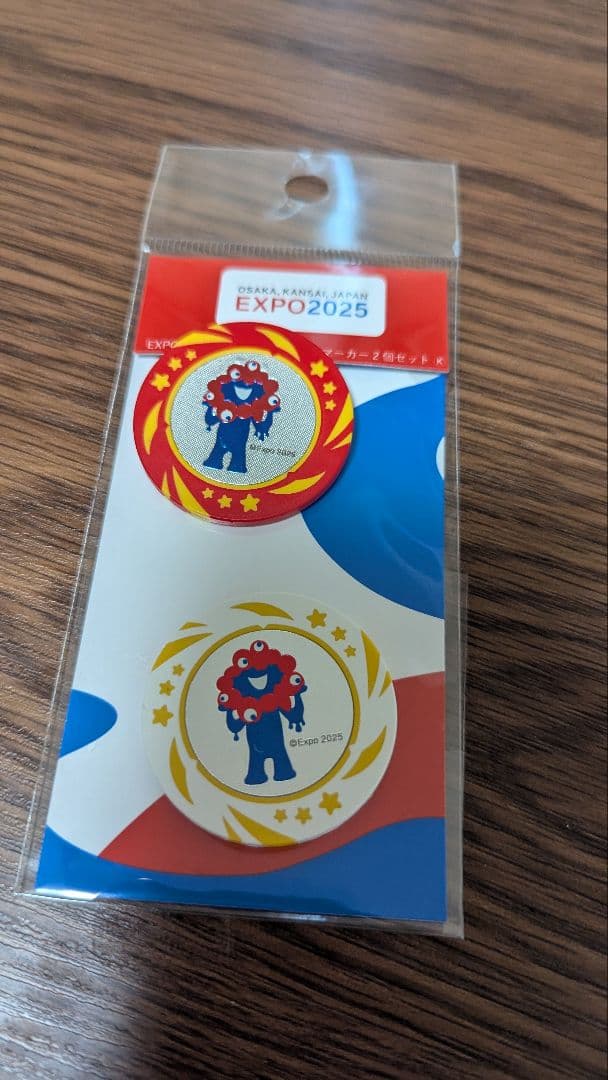 OSAKA, KANSAI, JAPAN
EXPO2025
EXPO
マーカー2個セット K
©Expo 2025
©Expo 2025